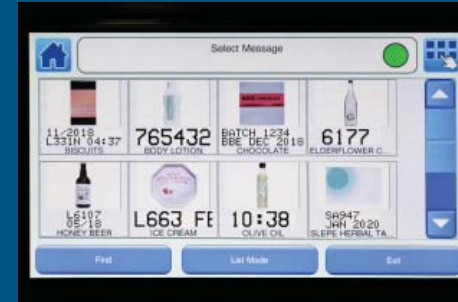 Select Message
11/2018
L331N 04:37
BISCUITS
765432
BODY LOTION
BATCH 1234
BBE DEC 2018
CHOCOLATE
6177
ELDERFLOWER C...
L6107
05/18
HONEY BEER
L663 FE
ICE CREAM
10:38
OLIVE OIL
SA947
JAN 2020
SLEPE HERBAL TA...
Find
List Mode
Exit